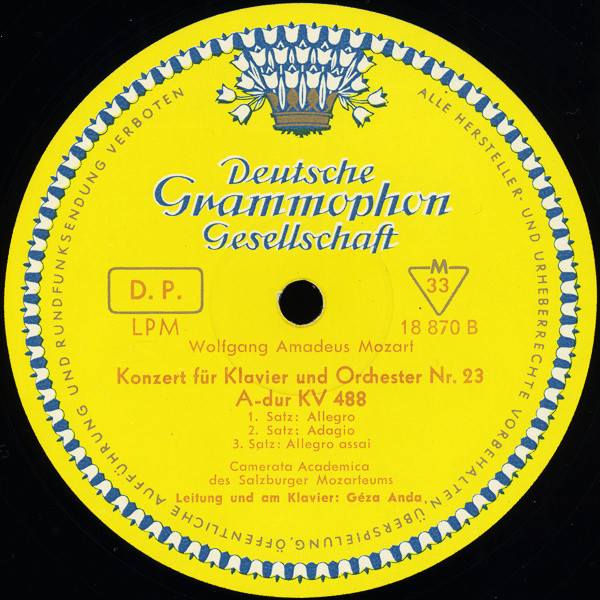 ALLE HERSTELLER- UND URHEBERRECHTE VORBEHALTEN, ÜBERSPIELUNG, ÖFFENTLICHE AUFFÜHRUNG UND RUNDFUNKSENDUNG VERBOTEN
Deutsche
Grammophon
Gesellschaft
D. P.
LPM
M
33
18 870 B
Wolfgang Amadeus Mozart
Konzert für Klavier und Orchester Nr. 23
A-dur KV 488
1. Satz: Allegro
2. Satz: Adagio
3. Satz: Allegro assai
Camerata Academica
des Salzburger Mozarteums
Leitung und am Klavier: Géza Anda